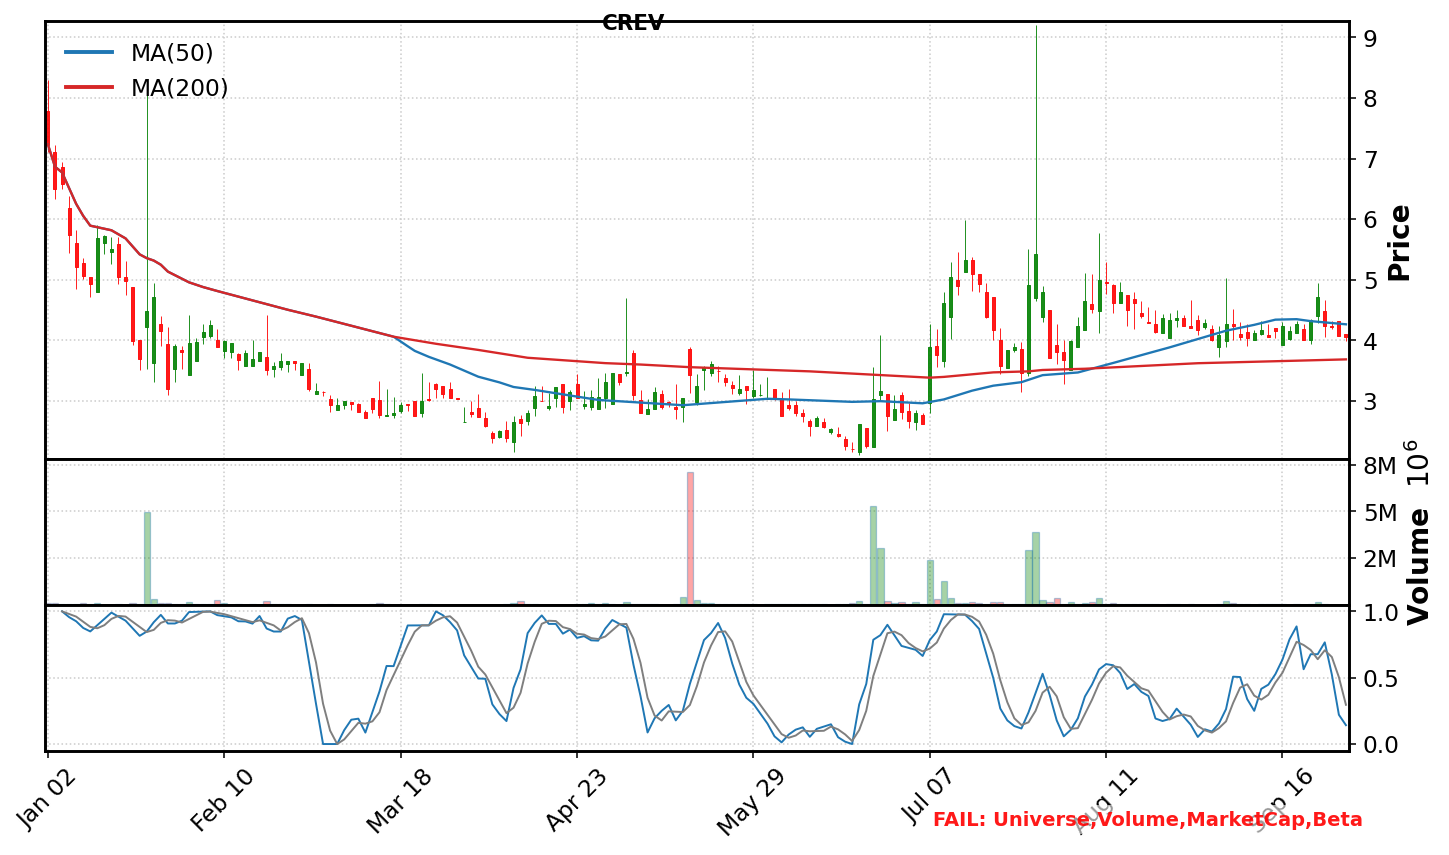 CREV
MA(50)
MA(200)
9
8
7
6
5
4
3
Price
8M
5M
2M
Volume 10^6
1.0
0.5
0.0
Jan 02
Feb 10
Mar 18
Apr 23
May 29
Jul 07
Aug 11
Sep 16
FAIL: Universe,Volume,MarketCap,Beta